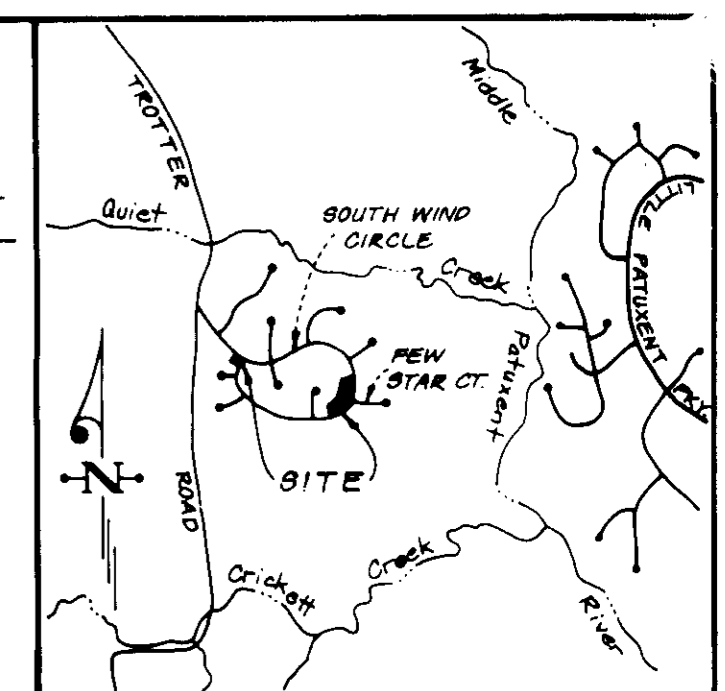 TROTTER
Middle
Quiet
SOUTH WIND
CIRCLE
LITTLE PATUXENT PKY.
Creek
Patuxent
FEW
STAR CT.
SITE
N
ROAD
Creek
Crickett
River